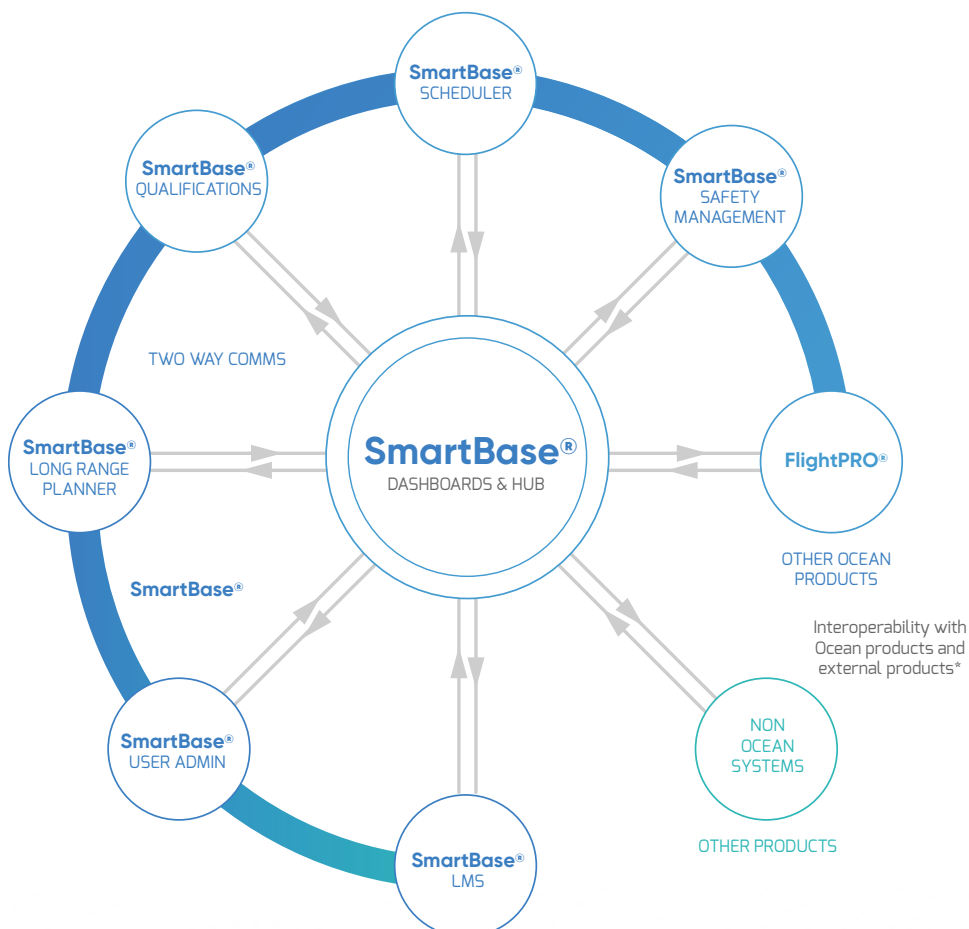 SmartBase®
SCHEDULER
SmartBase®
QUALIFICATIONS
SmartBase®
SAFETY
MANAGEMENT
TWO WAY COMMS
SmartBase®
LONG RANGE
PLANNER
SmartBase®
DASHBOARDS & HUB
FlightPRO®
OTHER OCEAN
PRODUCTS
SmartBase®
Interoperability with
Ocean products and
external products*
SmartBase®
USER ADMIN
NON
OCEAN
SYSTEMS
OTHER PRODUCTS
SmartBase®
LMS